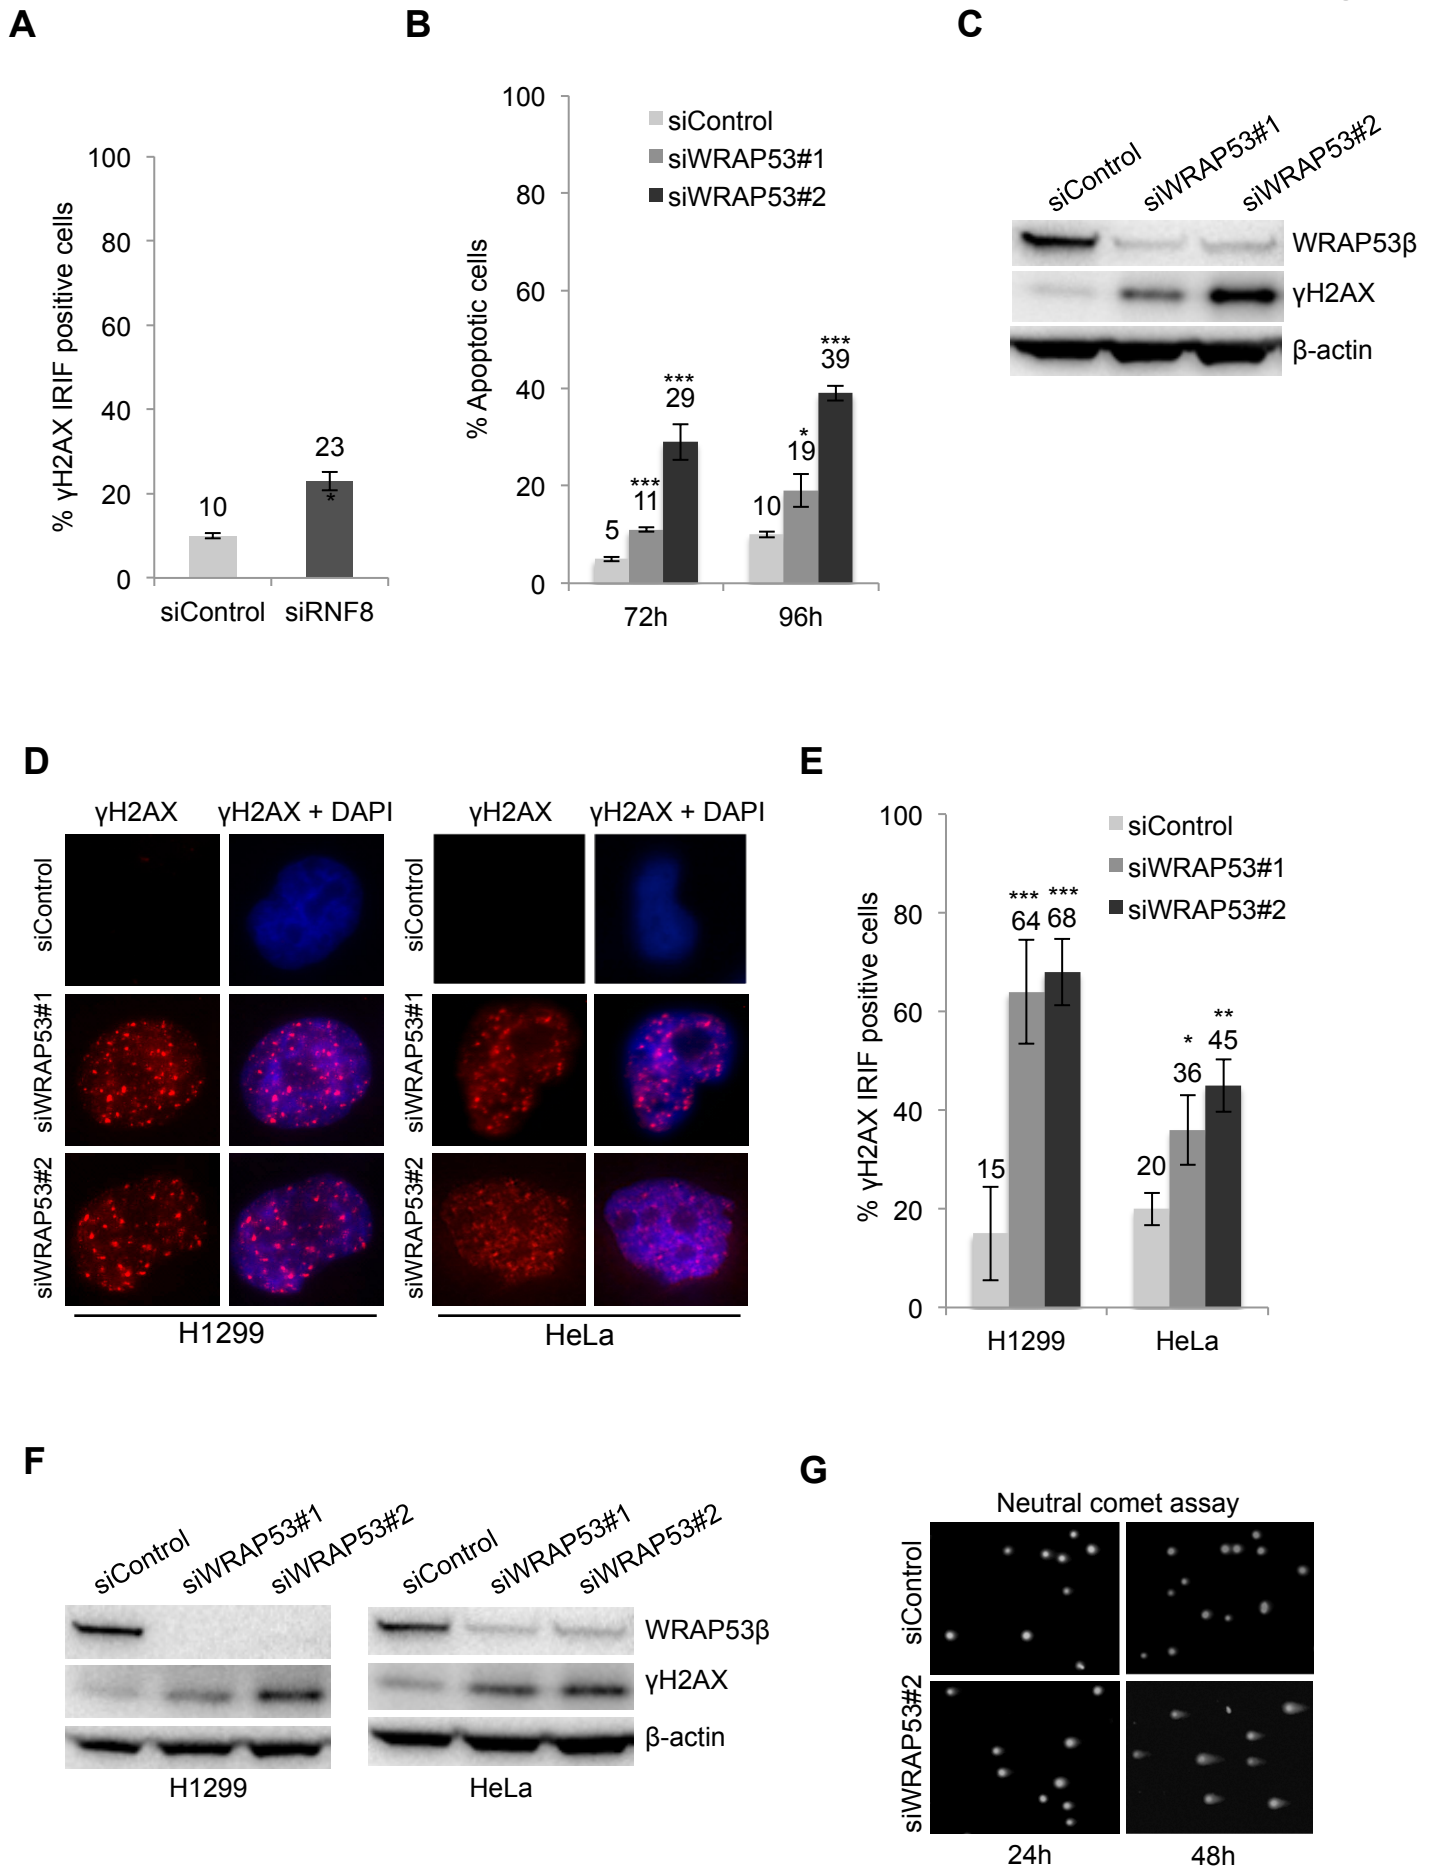 A
% γH2AX IRIF positive cells
100
80
60
40
20
0
10
23
*
siControl
siRNF8
B
% Apoptotic cells
100
80
60
40
20
0
siControl
siWRAP53#1
siWRAP53#2
5
***
11
***
29
10
*
19
***
39
72h
96h
C
siControl
siWRAP53#1
siWRAP53#2
WRAP53β
γH2AX
β-actin
D
γH2AX
γH2AX + DAPI
γH2AX
γH2AX + DAPI
siControl
siWRAP53#1
siWRAP53#2
siControl
siWRAP53#1
siWRAP53#2
H1299
HeLa
E
% γH2AX IRIF positive cells
100
80
60
40
20
0
siControl
siWRAP53#1
siWRAP53#2
15
***
64
***
68
20
*
36
**
45
H1299
HeLa
F
siControl
siWRAP53#1
siWRAP53#2
siControl
siWRAP53#1
siWRAP53#2
WRAP53β
γH2AX
β-actin
H1299
HeLa
G
Neutral comet assay
siControl
siWRAP53#2
24h
48h